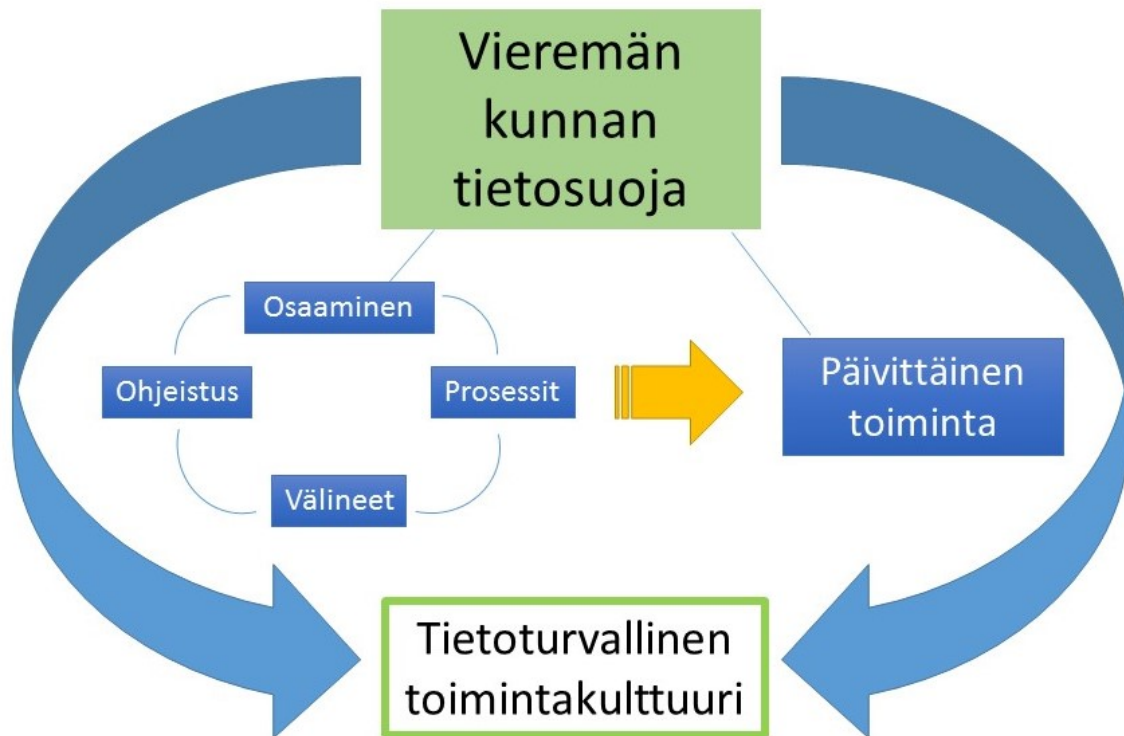 Vieremän
kunnan
tietosuoja
Osaaminen
Ohjeistus
Prosessit
Välineet
Päivittäinen
toiminta
Tietoturvallinen
toimintakulttuuri